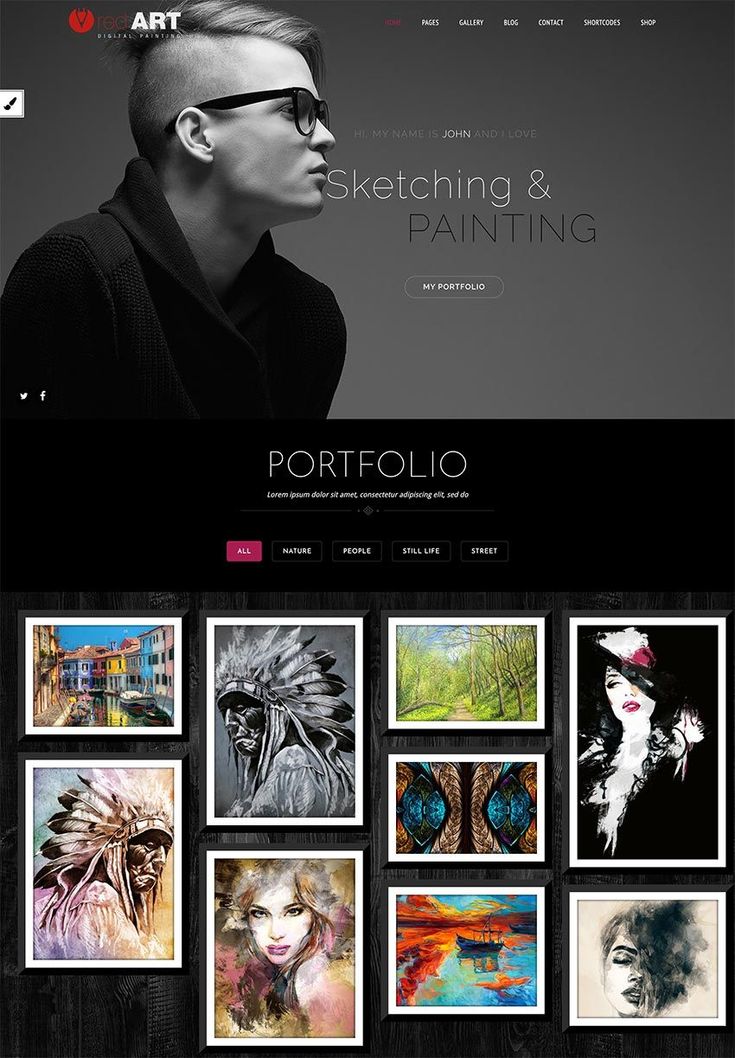 redART
DIGITAL PAINTING
HOME PAGES GALLERY BLOG CONTACT SHORTCODES SHOP
HI, MY NAME IS JOHN AND I LOVE
Sketching &
PAINTING
MY PORTFOLIO
PORTFOLIO
Lorem ipsum dolor sit amet, consectetur adipiscing elit, sed do
ALL NATURE PEOPLE STILL LIFE STREET